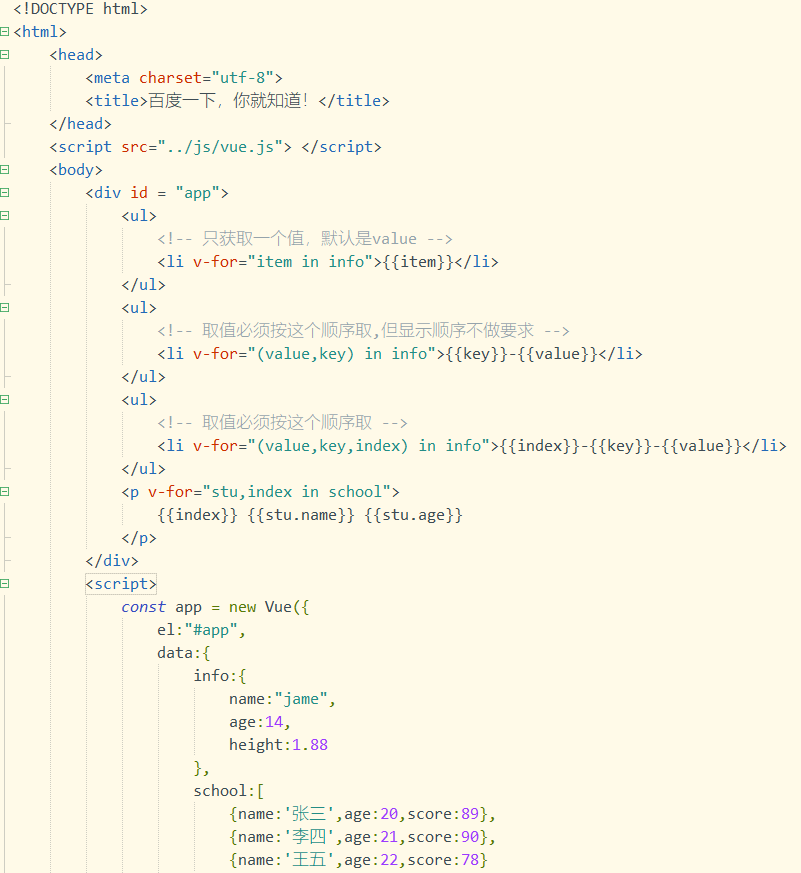 <!DOCTYPE html>
<html>
    <head>
        <meta charset="utf-8">
        <title>百度一下，你就知道！</title>
    </head>
    <script src="../js/vue.js"> </script>
    <body>
        <div id = "app">
            <ul>
                <!-- 只获取一个值，默认是value -->
                <li v-for="item in info">{{item}}</li>
            </ul>
            <ul>
                <!-- 取值必须按这个顺序取,但显示顺序不做要求 -->
                <li v-for="(value,key) in info">{{key}}-{{value}}</li>
            </ul>
            <ul>
                <!-- 取值必须按这个顺序取 -->
                <li v-for="(value,key,index) in info">{{index}}-{{key}}-{{value}}</li>
            </ul>
            <p v-for="stu,index in school">
                {{index}} {{stu.name}} {{stu.age}}
            </p>
        </div>
        <script>
            const app = new Vue({
                el:"#app",
                data:{
                    info:{
                        name:"jame",
                        age:14,
                        height:1.88
                    },
                    school:[
                        {name:'张三',age:20,score:89},
                        {name:'李四',age:21,score:90},
                        {name:'王五',age:22,score:78}